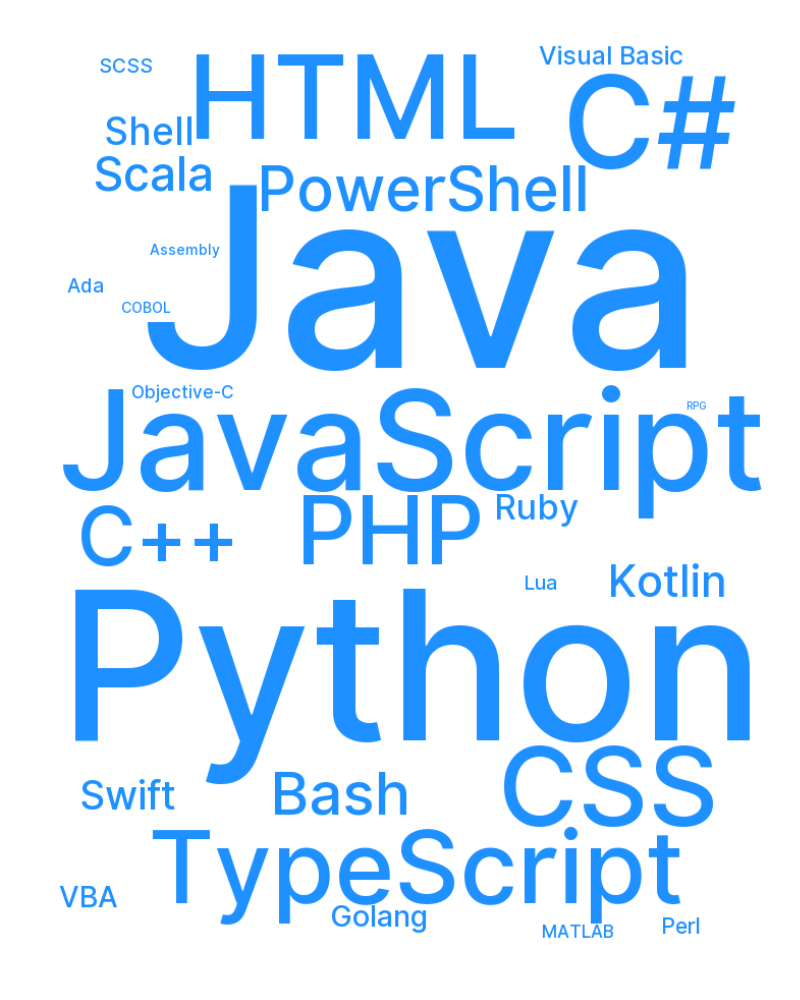 Visual Basic
SCSS
HTML
C#
Shell
Scala
PowerShell
Java
Assembly
Ada
COBOL
Objective-C
JavaScript
RPG
C++
PHP
Ruby
Lua
Kotlin
Python
Swift
Bash
CSS
TypeScript
VBA
Golang
MATLAB
Perl